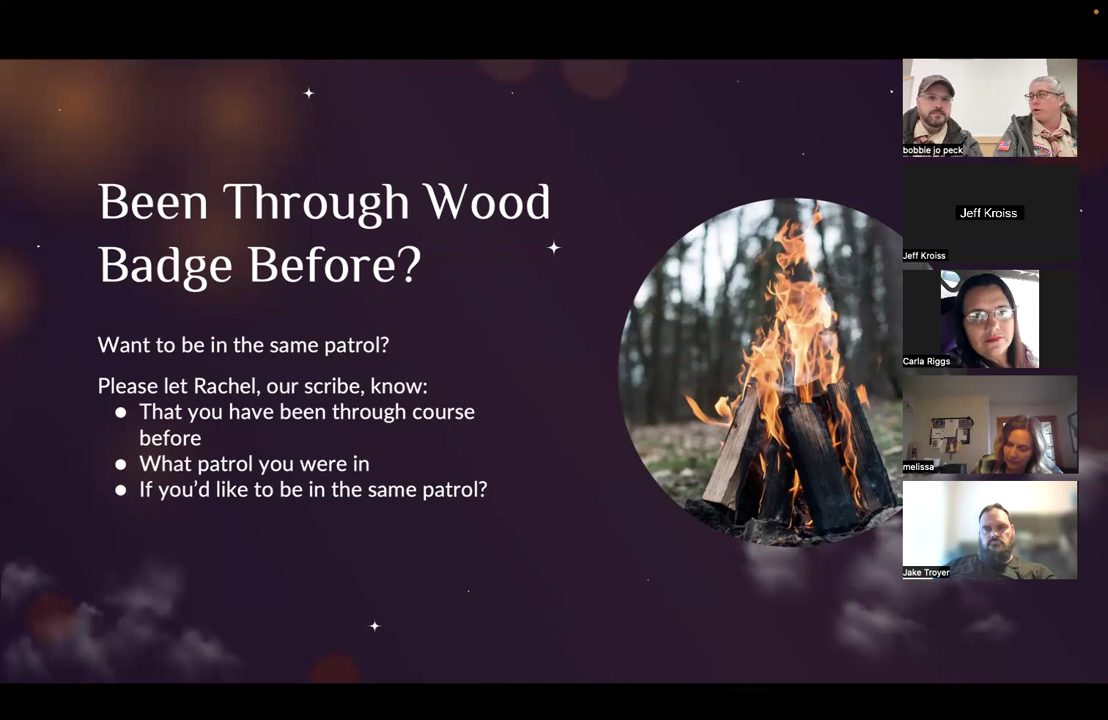 Been Through Wood
Badge Before?
Want to be in the same patrol?
Please let Rachel, our scribe, know:
● That you have been through course
before
● What patrol you were in
● If you’d like to be in the same patrol?
bobbie jo peck
Jeff Kroiss
Jeff Kroiss
Carla Riggs
melissa
Jake Troyer